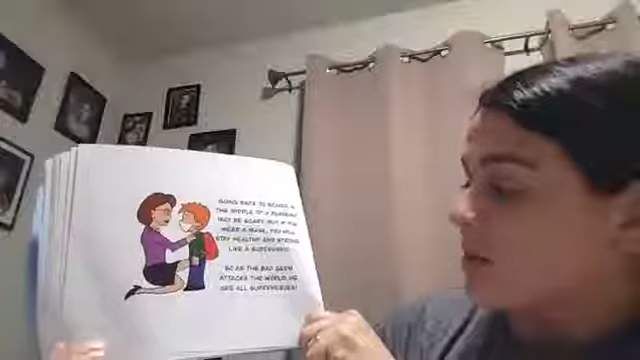 GOING BACK TO SCHOOL IN
THE MIDDLE OF A PANDEMIC
MAY BE SCARY, BUT IF YOU
WEAR A MASK, YOU WILL
STAY HEALTHY AND STRONG
LIKE A SUPERHERO!
SO AS THE BAD GERM
ATTACKS THE WORLD, WE
ARE ALL SUPERHEROES!